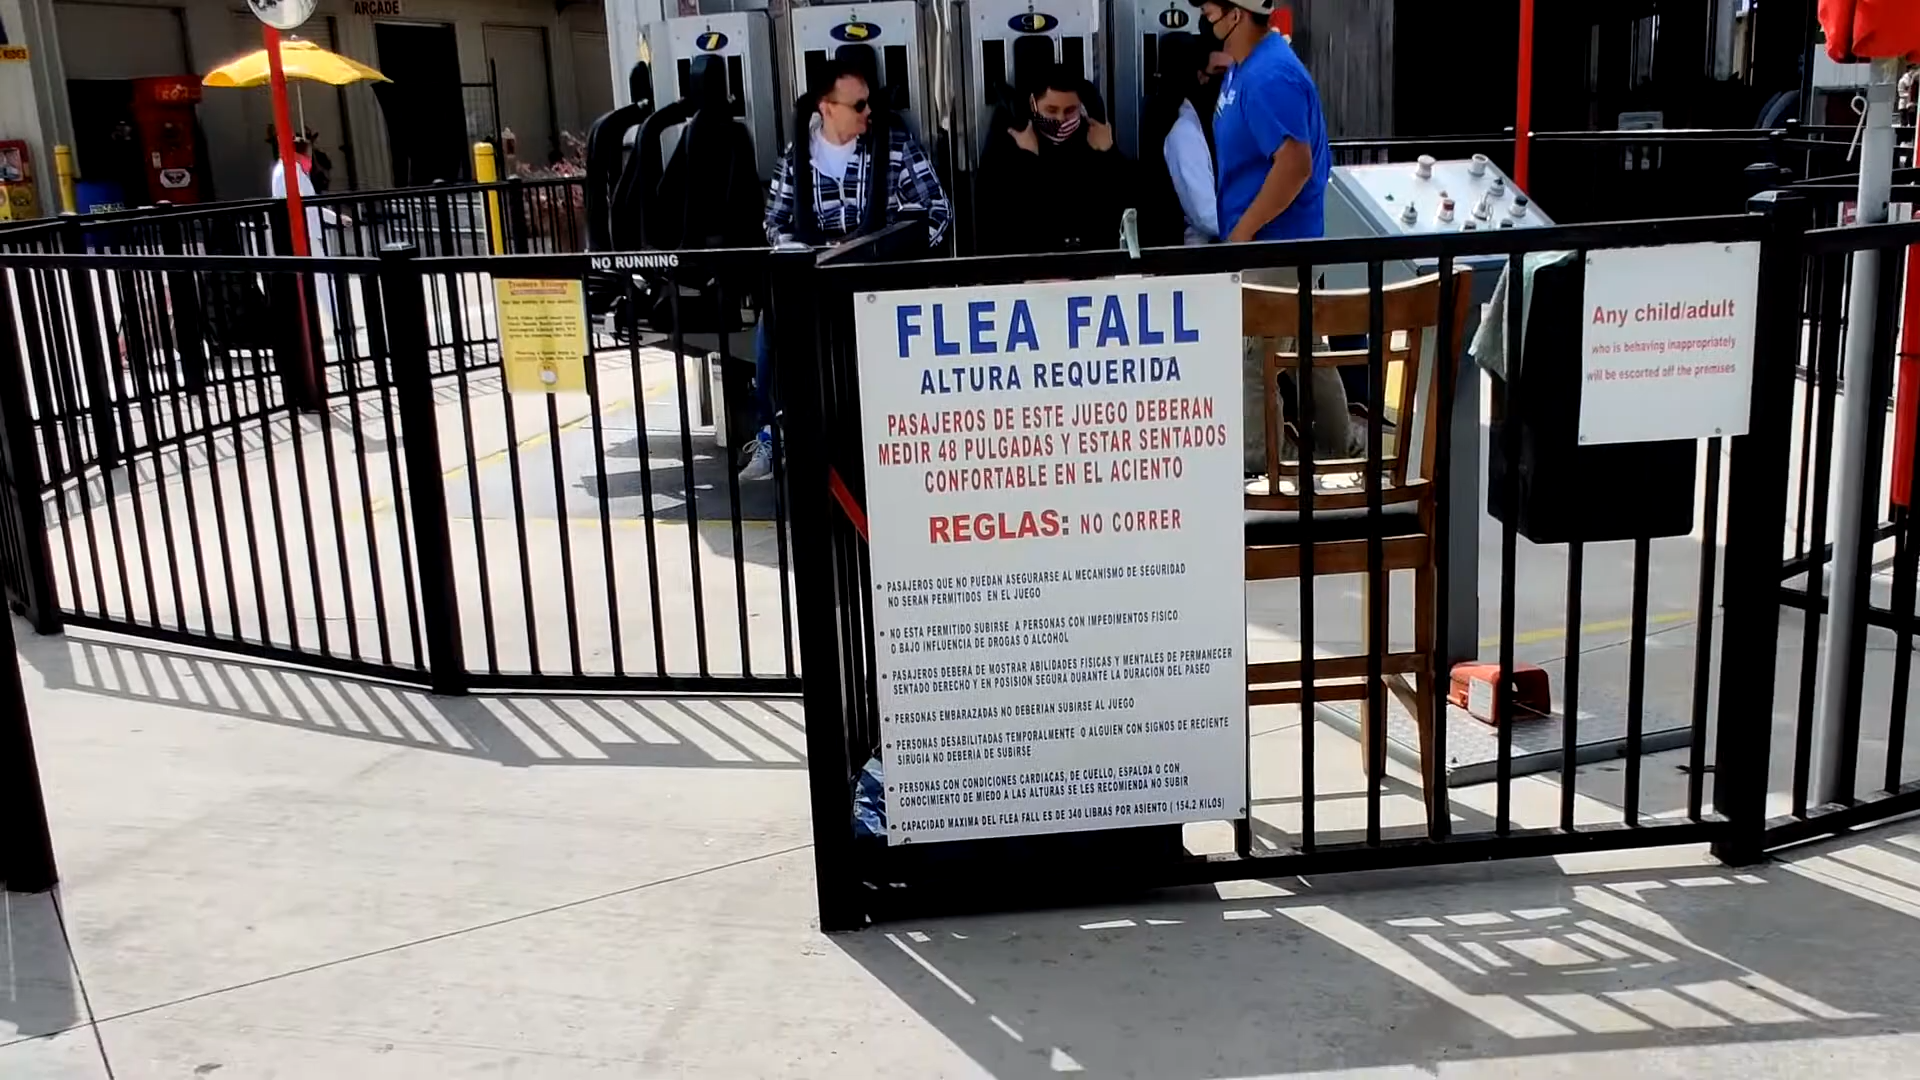 ARCADE
RIDES
7
8
9
10
NO RUNNING
Traders Village
FLEA FALL
ALTURA REQUERIDA
PASAJEROS DE ESTE JUEGO DEBERAN
MEDIR 48 PULGADAS Y ESTAR SENTADOS
CONFORTABLE EN EL ACIENTO
REGLAS: NO CORRER
• PASAJEROS QUE NO PUEDAN ASEGURARSE AL MECANISMO DE SEGURIDAD
NO SERAN PERMITIDOS EN EL JUEGO
• NO ESTA PERMITIDO SUBIRSE A PERSONAS CON IMPEDIMENTOS FISICO
O BAJO INFLUENCIA DE DROGAS O ALCOHOL
• PASAJEROS DEBERA DE MOSTRAR ABILIDADES FISICAS Y MENTALES DE PERMANECER
SENTADO DERECHO Y EN POSISION SEGURA DURANTE LA DURACION DEL PASEO
• PERSONAS EMBARAZADAS NO DEBERIAN SUBIRSE AL JUEGO
• PERSONAS DESABILITADAS TEMPORALMENTE O ALGUIEN CON SIGNOS DE RECIENTE
SIRUGIA NO DEBERIA DE SUBIRSE
• PERSONAS CON CONDICIONES CARDIACAS, DE CUELLO, ESPALDA O CON
CONOCIMIENTO DE MIEDO A LAS ALTURAS SE LES RECOMIENDA NO SUBIR
• CAPACIDAD MAXIMA DEL FLEA FALL ES DE 340 LIBRAS POR ASIENTO ( 154.2 KILOS)
Any child/adult
who is behaving inappropriately
will be escorted off the premises